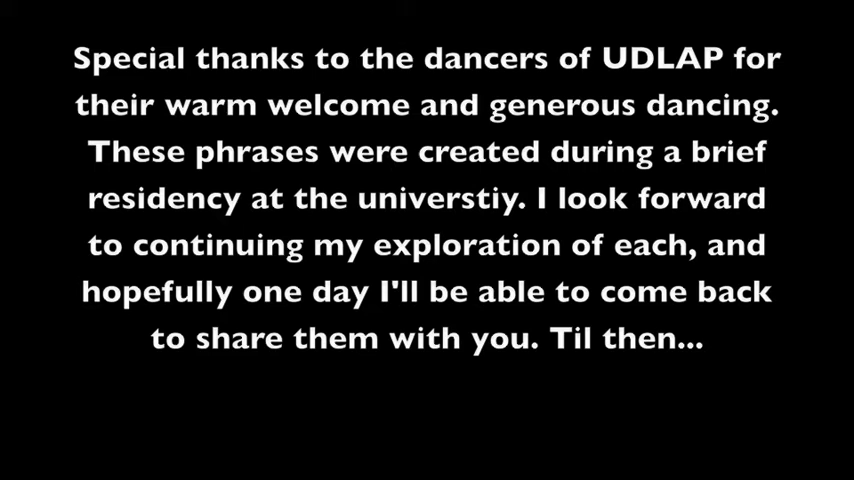 Special thanks to the dancers of UDLAP for
their warm welcome and generous dancing.
These phrases were created during a brief
residency at the universtiy. I look forward
to continuing my exploration of each, and
hopefully one day I'll be able to come back
to share them with you. Til then...